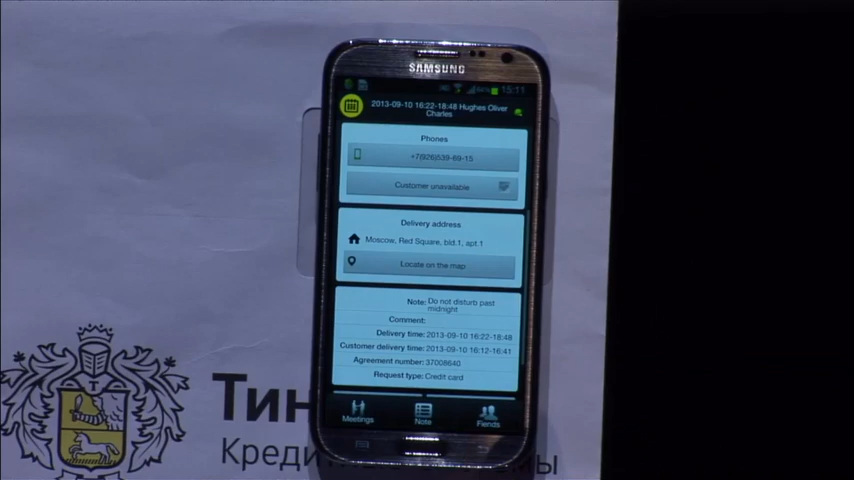 SAMSUNG
15:11
2013-09-10 16:22-18:48 Hughes Oliver
Charles
Phones
+7(926)539-69-15
Customer unavailable
Delivery address
Moscow, Red Square, bld.1, apt.1
Locate on the map
Note: Do not disturb past
midnight
Comment:
Delivery time: 2013-09-10 16:22-18:48
Customer delivery time: 2013-09-10 16:12-16:41
Agreement number: 37008640
Request type: Credit card
Meetings
Note
Fiends
Тин
Креди
мы